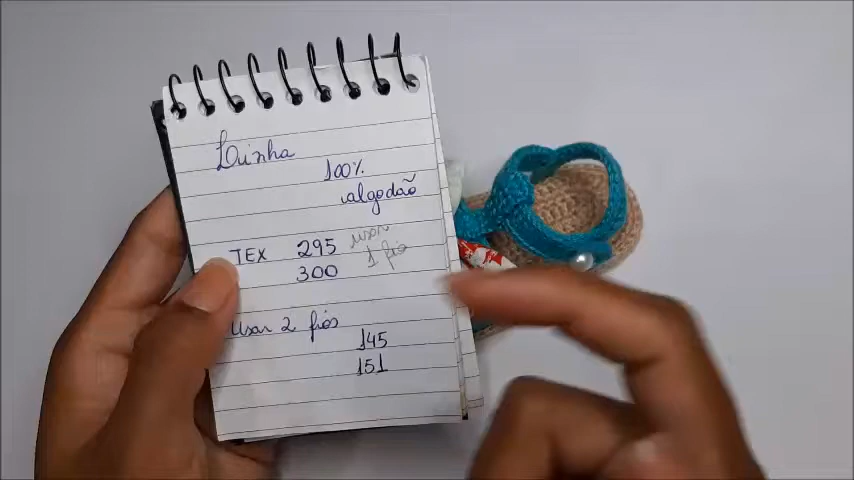 Linha
100%
algodão
TEX 295 usar
300 1 fio
usar 2 fios
145
151